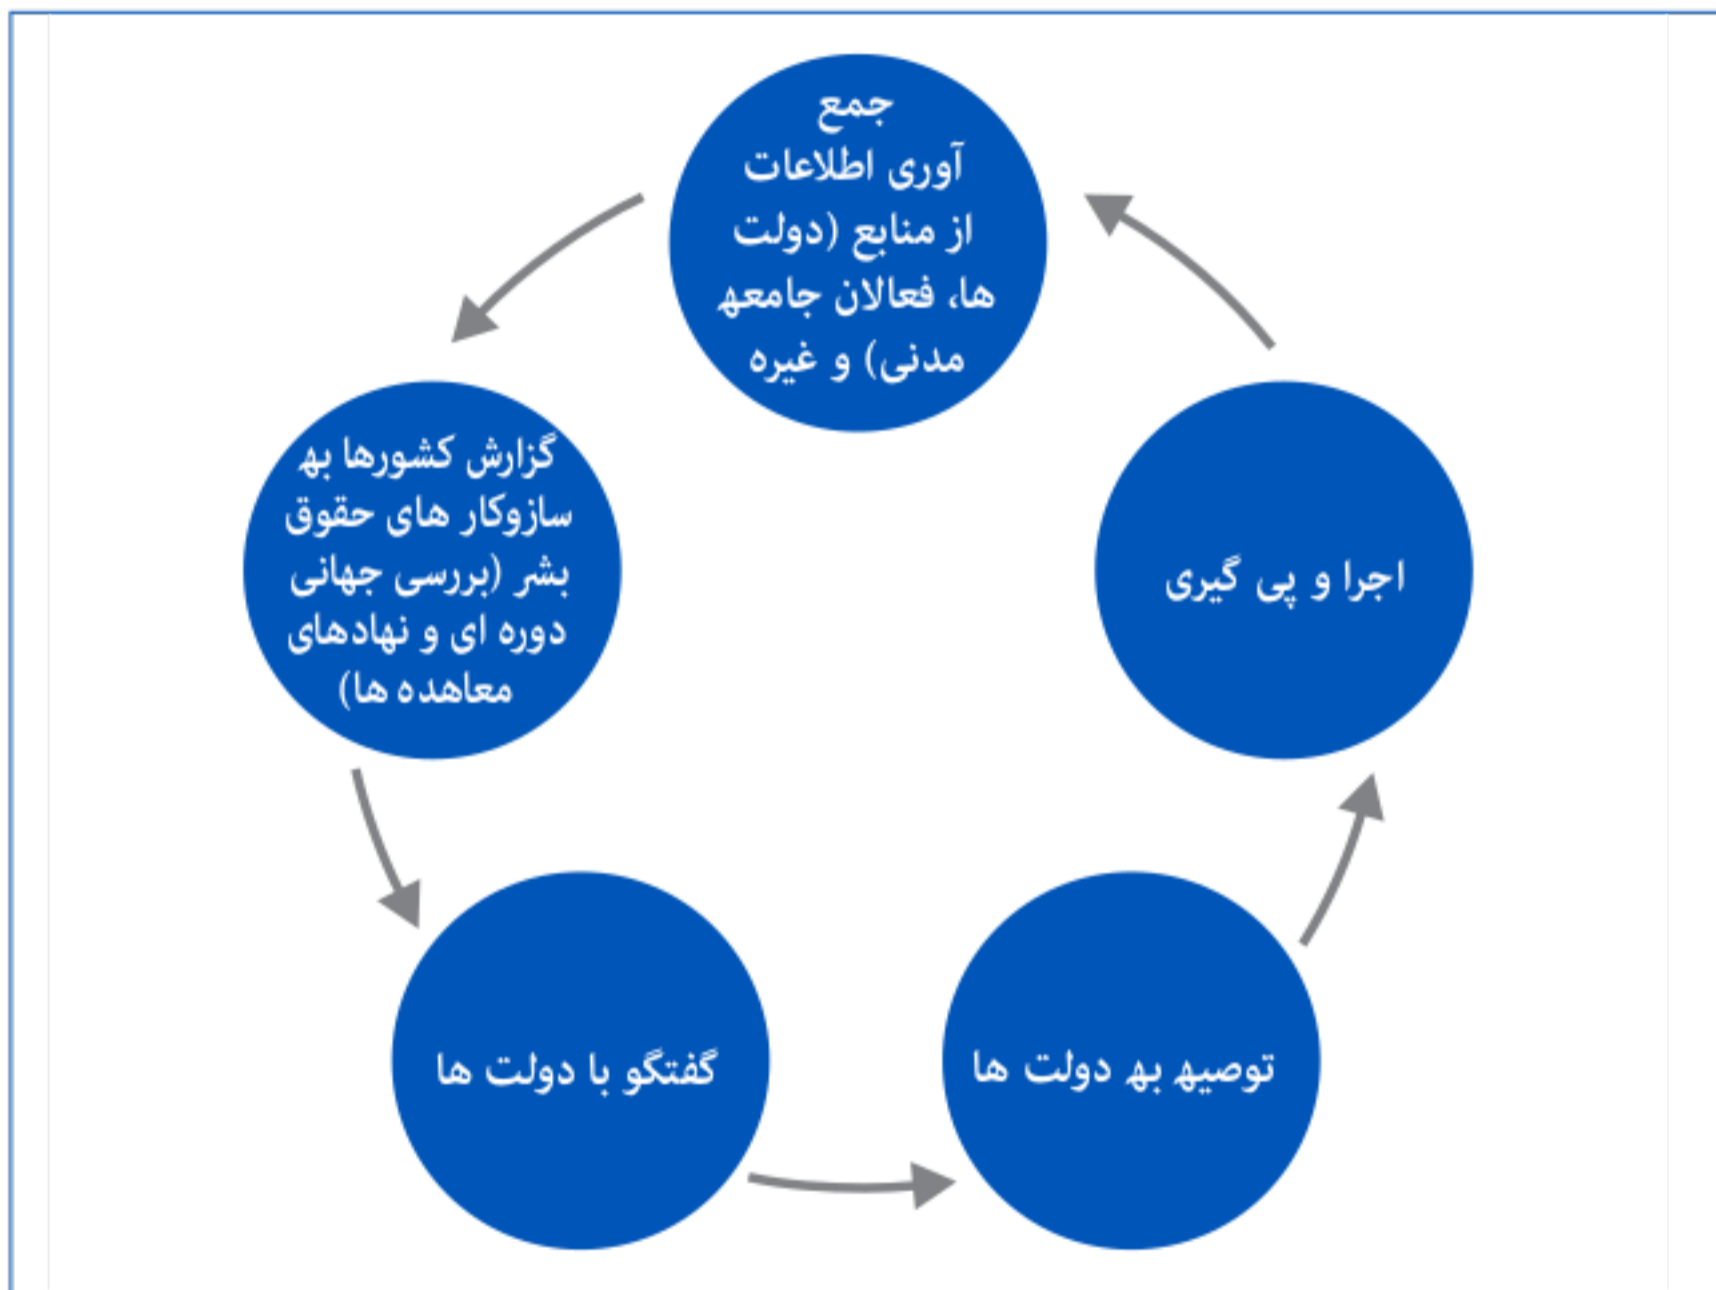 جمع
آوری اطلاعات
از منابع (دولت
ها، فعالان جامعه
مدنی) و غیره
گزارش کشورها به
سازوکار های حقوق
بشر (بررسی جهانی
دوره ای و نهادهای
معاهده ها)
گفتگو با دولت ها
توصیه به دولت ها
اجرا و پی گیری